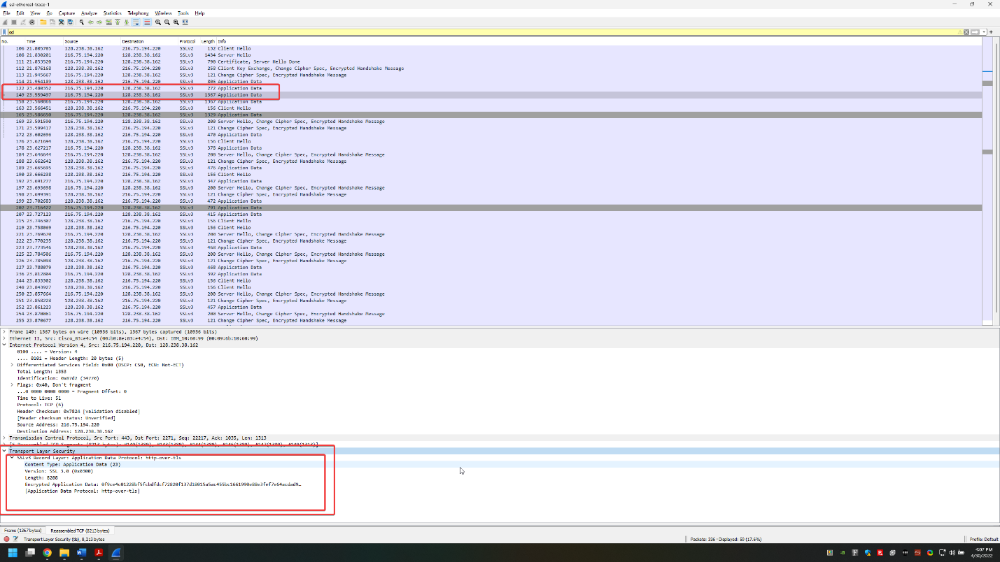 ssl-ethereal-trace-1
File Edit View Go Capture Analyze Statistics Telephony Wireless Tools Help
ssl
No. Time Source Destination Protocol Length Info
106 21.805705 128.238.38.162 216.75.194.220 SSLv2 132 Client Hello
108 21.830201 216.75.194.220 128.238.38.162 SSLv3 1434 Server Hello
111 21.853520 216.75.194.220 128.238.38.162 SSLv3 790 Certificate, Server Hello Done
112 21.876168 128.238.38.162 216.75.194.220 SSLv3 258 Client Key Exchange, Change Cipher Spec, Encrypted Handshake Message
113 21.945667 216.75.194.220 128.238.38.162 SSLv3 121 Change Cipher Spec, Encrypted Handshake Message
114 21.954189 128.238.38.162 216.75.194.220 SSLv3 806 Application Data
122 23.480352 216.75.194.220 128.238.38.162 SSLv3 272 Application Data
149 23.559497 216.75.194.220 128.238.38.162 SSLv3 1367 Application Data
158 23.560866 216.75.194.220 128.238.38.162 SSLv3 1367 Application Data
163 23.566451 128.238.38.162 216.75.194.220 SSLv3 156 Client Hello
165 23.586650 216.75.194.220 128.238.38.162 SSLv3 1329 Application Data
169 23.591590 216.75.194.220 128.238.38.162 SSLv3 200 Server Hello, Change Cipher Spec, Encrypted Handshake Message
171 23.599417 128.238.38.162 216.75.194.220 SSLv3 121 Change Cipher Spec, Encrypted Handshake Message
172 23.602696 128.238.38.162 216.75.194.220 SSLv3 470 Application Data
176 23.621694 128.238.38.162 216.75.194.220 SSLv3 156 Client Hello
178 23.627217 216.75.194.220 128.238.38.162 SSLv3 378 Application Data
184 23.646644 216.75.194.220 128.238.38.162 SSLv3 200 Server Hello, Change Cipher Spec, Encrypted Handshake Message
188 23.662642 128.238.38.162 216.75.194.220 SSLv3 121 Change Cipher Spec, Encrypted Handshake Message
189 23.665695 128.238.38.162 216.75.194.220 SSLv3 476 Application Data
190 23.666238 128.238.38.162 216.75.194.220 SSLv3 156 Client Hello
192 23.691277 216.75.194.220 128.238.38.162 SSLv3 347 Application Data
197 23.693698 216.75.194.220 128.238.38.162 SSLv3 200 Server Hello, Change Cipher Spec, Encrypted Handshake Message
198 23.699391 128.238.38.162 216.75.194.220 SSLv3 121 Change Cipher Spec, Encrypted Handshake Message
199 23.702683 128.238.38.162 216.75.194.220 SSLv3 472 Application Data
202 23.716422 216.75.194.220 128.238.38.162 SSLv3 791 Application Data
207 23.727123 216.75.194.220 128.238.38.162 SSLv3 415 Application Data
215 23.746307 128.238.38.162 216.75.194.220 SSLv3 156 Client Hello
219 23.758069 128.238.38.162 216.75.194.220 SSLv3 156 Client Hello
221 23.769670 216.75.194.220 128.238.38.162 SSLv3 200 Server Hello, Change Cipher Spec, Encrypted Handshake Message
222 23.770235 128.238.38.162 216.75.194.220 SSLv3 121 Change Cipher Spec, Encrypted Handshake Message
223 23.773546 128.238.38.162 216.75.194.220 SSLv3 468 Application Data
225 23.784506 216.75.194.220 128.238.38.162 SSLv3 200 Server Hello, Change Cipher Spec, Encrypted Handshake Message
226 23.785098 128.238.38.162 216.75.194.220 SSLv3 121 Change Cipher Spec, Encrypted Handshake Message
227 23.788079 128.238.38.162 216.75.194.220 SSLv3 468 Application Data
236 23.812804 216.75.194.220 128.238.38.162 SSLv3 392 Application Data
244 23.833302 128.238.38.162 216.75.194.220 SSLv3 156 Client Hello
248 23.843927 128.238.38.162 216.75.194.220 SSLv3 156 Client Hello
250 23.857664 216.75.194.220 128.238.38.162 SSLv3 200 Server Hello, Change Cipher Spec, Encrypted Handshake Message
251 23.858228 128.238.38.162 216.75.194.220 SSLv3 121 Change Cipher Spec, Encrypted Handshake Message
252 23.861223 128.238.38.162 216.75.194.220 SSLv3 457 Application Data
254 23.870061 216.75.194.220 128.238.38.162 SSLv3 200 Server Hello, Change Cipher Spec, Encrypted Handshake Message
255 23.870677 128.238.38.162 216.75.194.220 SSLv3 121 Change Cipher Spec, Encrypted Handshake Message
Frame 149: 1367 bytes on wire (10936 bits), 1367 bytes captured (10936 bits)
Ethernet II, Src: Cisco_83:e4:54 (00:b0:8e:83:e4:54), Dst: IBM_10:60:99 (00:09:6b:10:60:99)
Internet Protocol Version 4, Src: 216.75.194.220, Dst: 128.238.38.162
0100 .... = Version: 4
.... 0101 = Header Length: 20 bytes (5)
Differentiated Services Field: 0x00 (DSCP: CS0, ECN: Not-ECT)
Total Length: 1353
Identification: 0x87d2 (34770)
Flags: 0x40, Don't fragment
...0 0000 0000 0000 = Fragment Offset: 0
Time to Live: 51
Protocol: TCP (6)
Header Checksum: 0x7824 [validation disabled]
[Header checksum status: Unverified]
Source Address: 216.75.194.220
Destination Address: 128.238.38.162
Transmission Control Protocol, Src Port: 443, Dst Port: 2271, Seq: 22217, Ack: 1035, Len: 1313
Reassembled TCP Segments (8213 bytes): #140(1380), #143(1380), #144(1380), #146(1380), #147(1380), #149(1313)]
Transport Layer Security
SSLv3 Record Layer: Application Data Protocol: http-over-tls
Content Type: Application Data (23)
Version: SSL 3.0 (0x0300)
Length: 8208
Encrypted Application Data: 0f9ce4c01228bf5fcbdfdcf72820f137d18015a5ac455bc1661990e88e3fef7e64acdad9…
[Application Data Protocol: http-over-tls]
Frame (1367 bytes) Reassembled TCP (8213 bytes)
Transport Layer Security (tls), 8,213 bytes Packets: 336 · Displayed: 59 (17.6%) Profile: Default
4:07 PM
4/30/2022